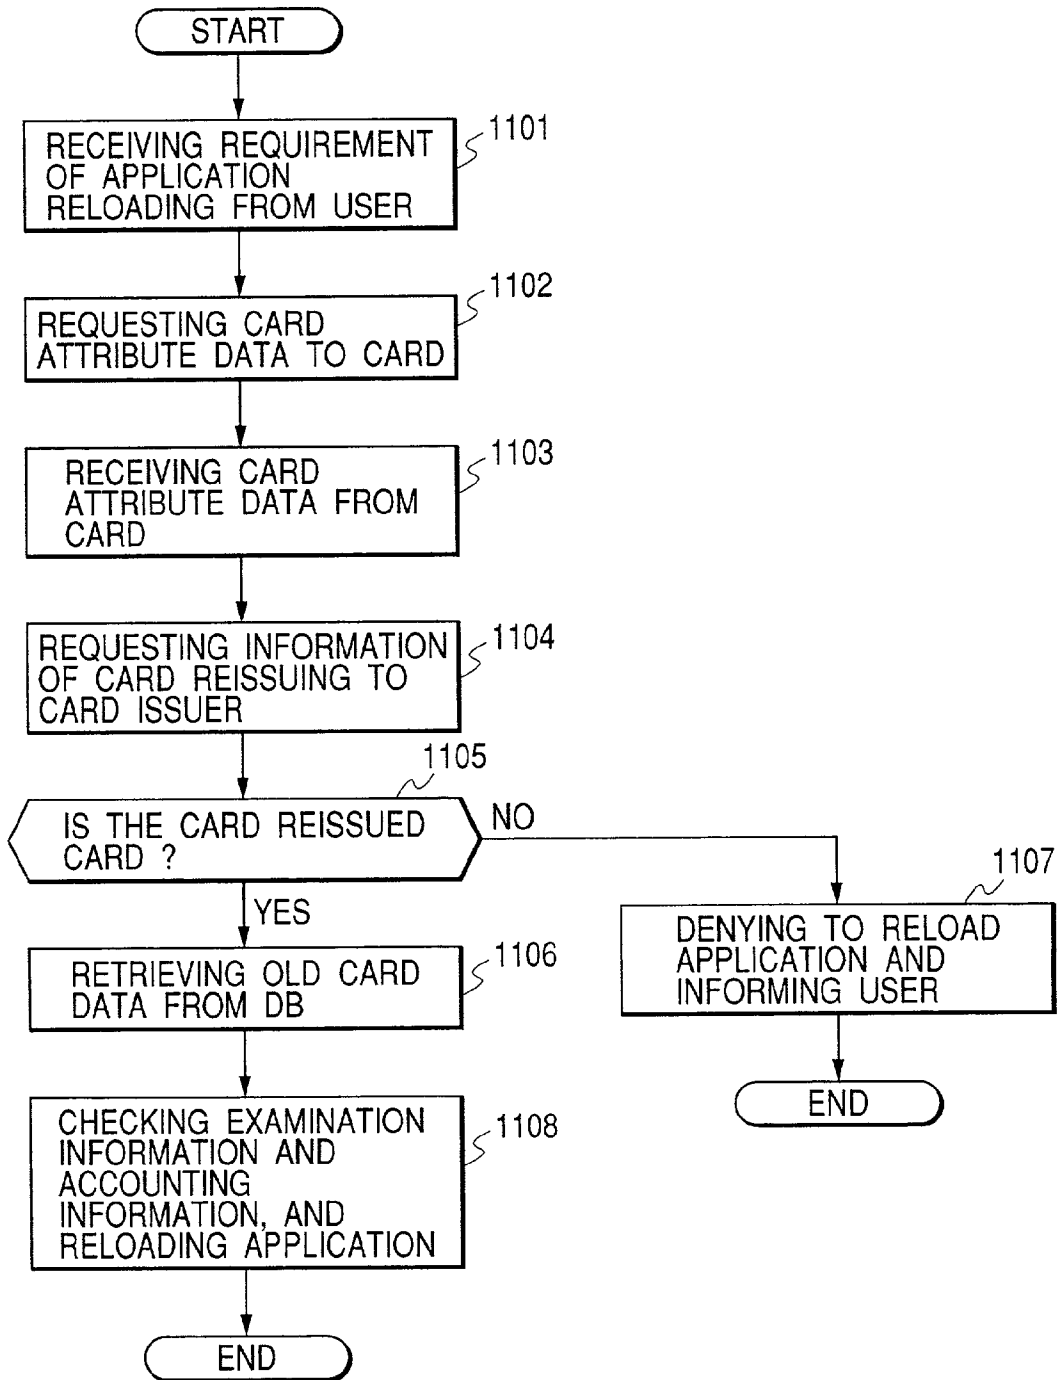 START
1101
RECEIVING REQUIREMENT
OF APPLICATION
RELOADING FROM USER
1102
REQUESTING CARD
ATTRIBUTE DATA TO CARD
1103
RECEIVING CARD
ATTRIBUTE DATA FROM
CARD
1104
REQUESTING INFORMATION
OF CARD REISSUING TO
CARD ISSUER
1105
IS THE CARD REISSUED
CARD ?
NO
YES
1106
RETRIEVING OLD CARD
DATA FROM DB
1107
DENYING TO RELOAD
APPLICATION AND
INFORMING USER
END
1108
CHECKING EXAMINATION
INFORMATION AND
ACCOUNTING
INFORMATION, AND
RELOADING APPLICATION
END